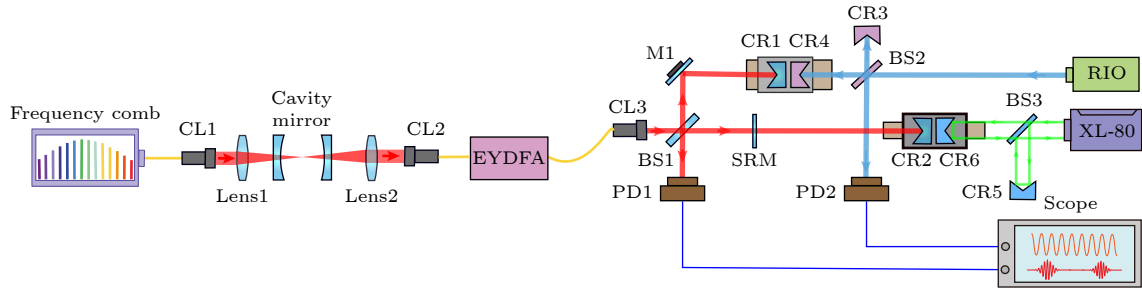 Frequency comb
CL1
Lens1
Cavity
mirror
Lens2
CL2
EYDFA
CL3
BS1
M1
CR1 CR4
CR3
BS2
RIO
SRM
CR2 CR6
BS3
XL-80
CR5
PD1
PD2
Scope